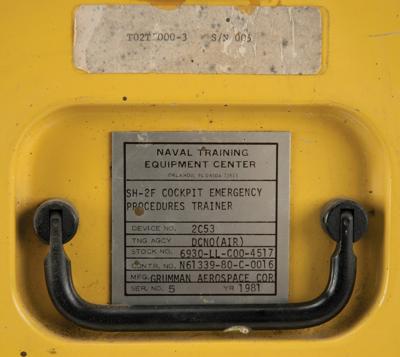 T02T 000-3 S/N 005
NAVAL TRAINING
EQUIPMENT CENTER
ORLANDO, FLORIDA 32813
SH-2F COCKPIT EMERGENCY
PROCEDURES TRAINER
DEVICE NO. 2C53
TNG AGCY DCNO(AIR)
STOCK NO. 6930-LL-C00-4517
CONTR. NO. N61339-80-C-0016
MFG. GRUMMAN AEROSPACE COR
SER. NO. 5 YR 1981